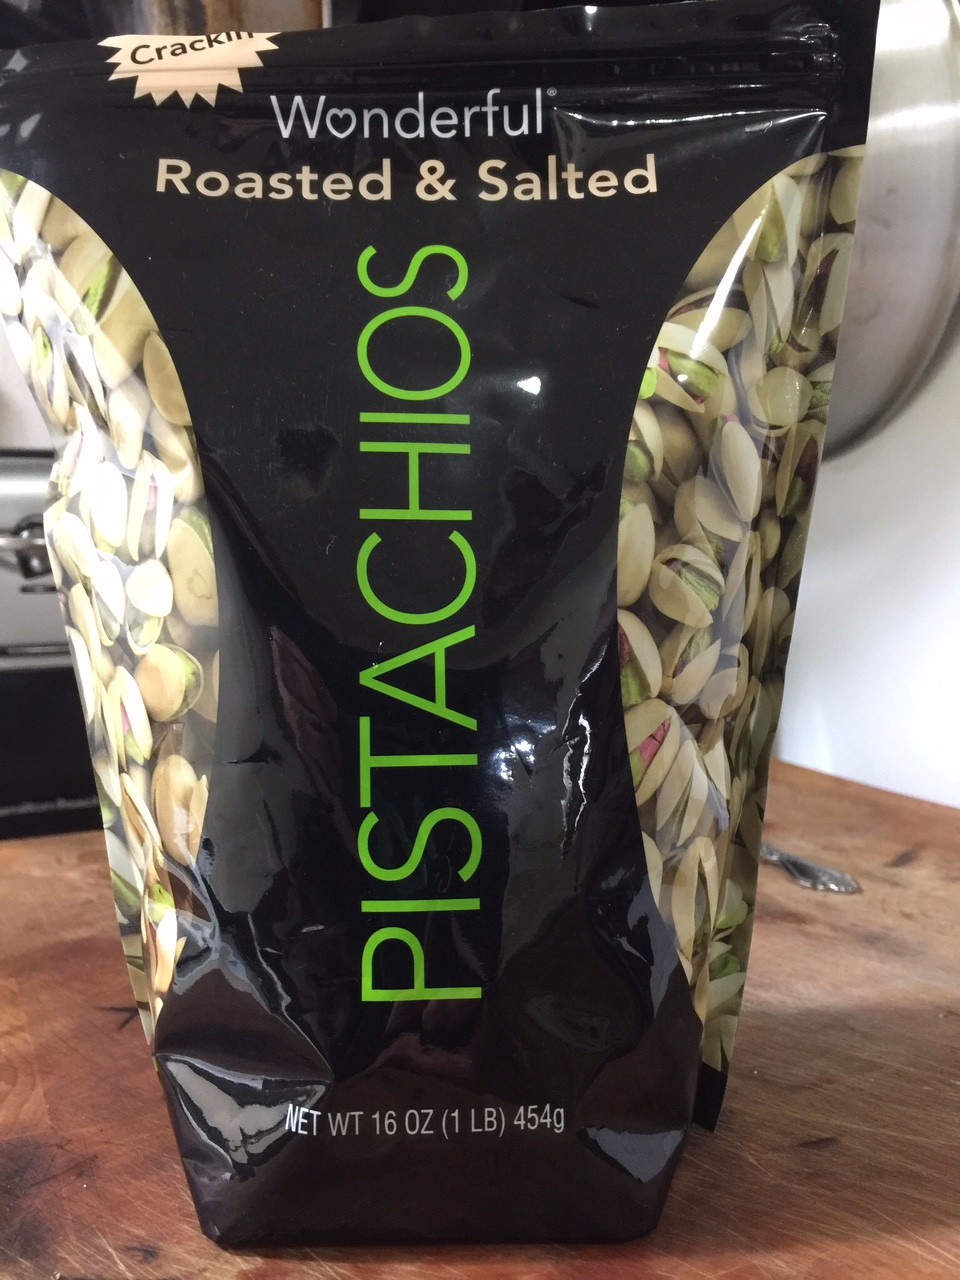 Crackin
Wonderful®
Roasted & Salted
PISTACHIOS
NET WT 16 OZ (1 LB) 454g